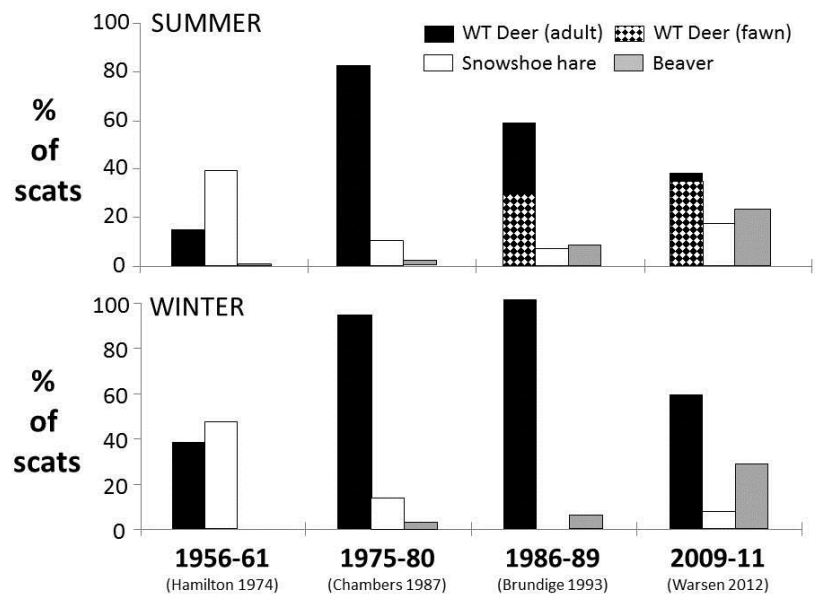 SUMMER
WT Deer (adult)
WT Deer (fawn)
Snowshoe hare
Beaver
%
of
scats
100
80
60
40
20
0
WINTER
%
of
scats
100
80
60
40
20
0
1956-61
1975-80
1986-89
2009-11
(Hamilton 1974)
(Chambers 1987)
(Brundige 1993)
(Warsen 2012)